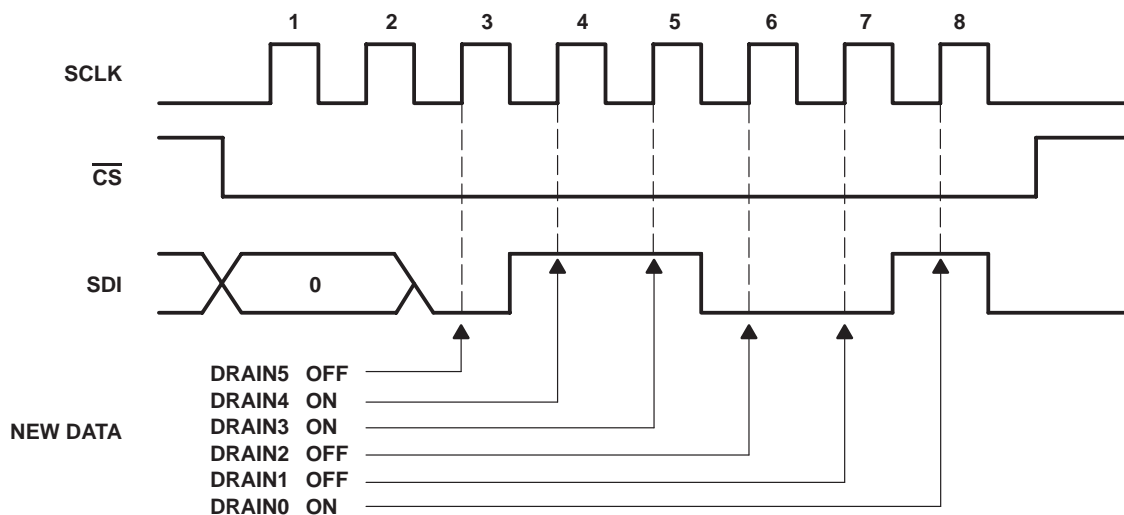 1 2 3 4 5 6 7 8
SCLK
CS
SDI
0
DRAIN5 OFF
DRAIN4 ON
DRAIN3 ON
NEW DATA
DRAIN2 OFF
DRAIN1 OFF
DRAIN0 ON